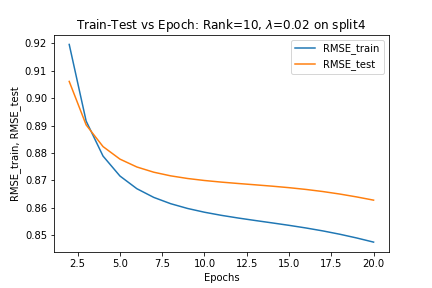 Train-Test vs Epoch: Rank=10, λ=0.02 on split4
RMSE_train, RMSE_test
0.92
0.91
0.90
0.89
0.88
0.87
0.86
0.85
RMSE_train
RMSE_test
2.5 5.0 7.5 10.0 12.5 15.0 17.5 20.0
Epochs